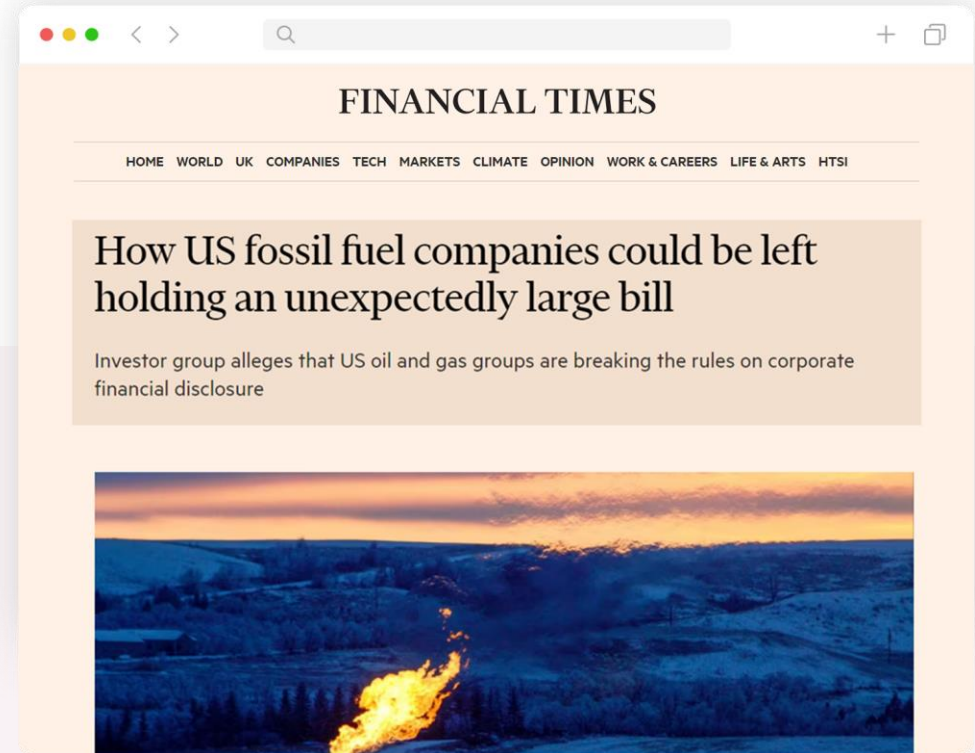 FINANCIAL TIMES
HOME WORLD UK COMPANIES TECH MARKETS CLIMATE OPINION WORK & CAREERS LIFE & ARTS HTSI
How US fossil fuel companies could be left
holding an unexpectedly large bill
Investor group alleges that US oil and gas groups are breaking the rules on corporate
financial disclosure